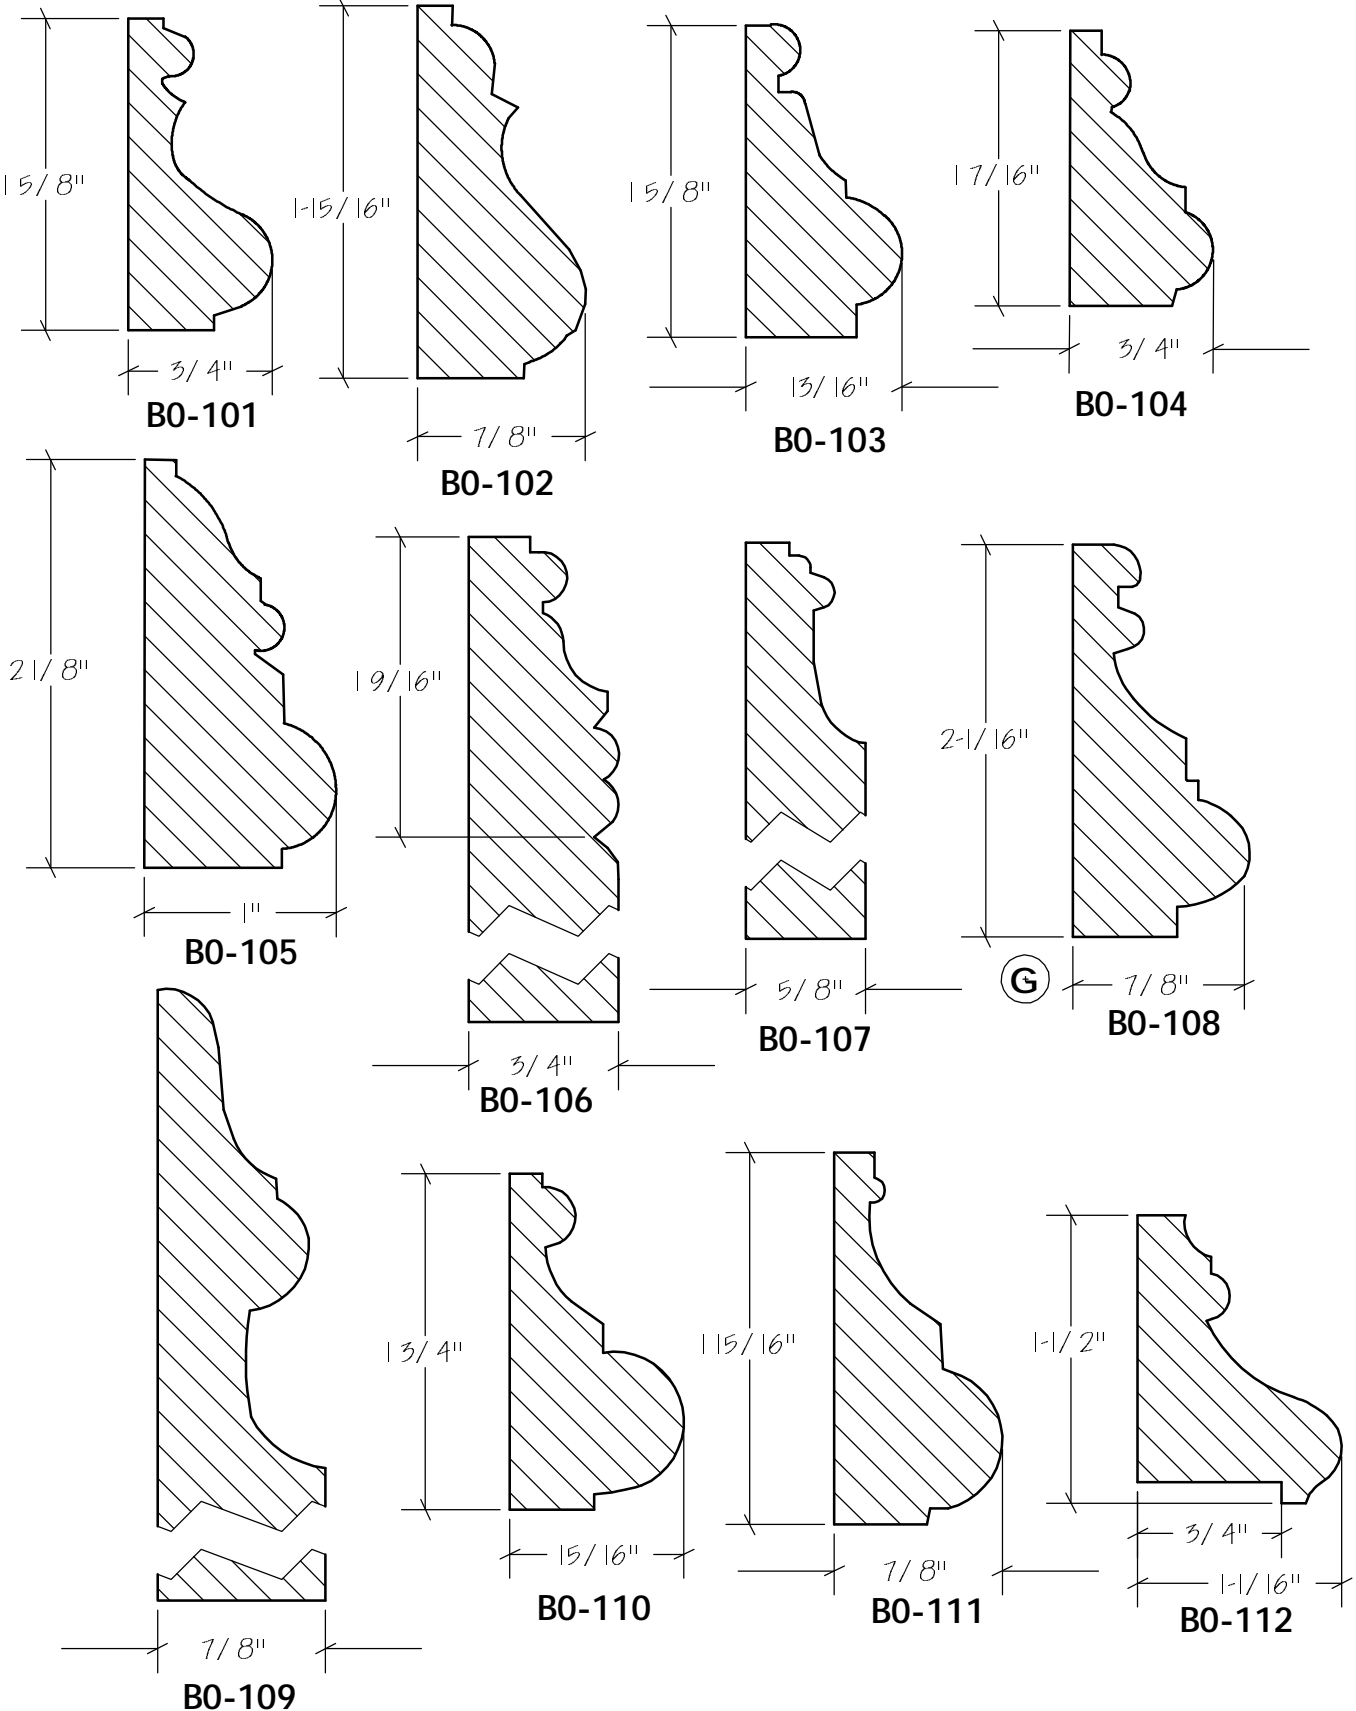 1 5/8"
3/4"
B0-101
1-15/16"
7/8"
B0-102
1 5/8"
13/16"
B0-103
1 7/16"
3/4"
B0-104
2 1/8"
1"
B0-105
1 9/16"
3/4"
B0-106
5/8"
B0-107
2-1/16"
G
7/8"
B0-108
7/8"
B0-109
1 3/4"
15/16"
B0-110
1 15/16"
7/8"
B0-111
1-1/2"
3/4"
1-1/16"
B0-112